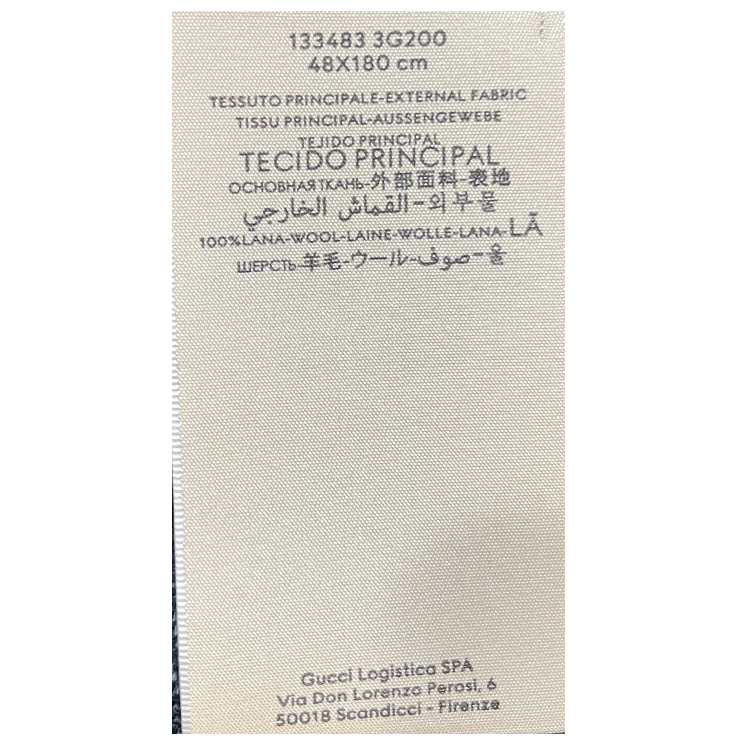 133483 3G200
48X180 cm
TESSUTO PRINCIPALE-EXTERNAL FABRIC
TISSU PRINCIPAL-AUSSENGEWEBE
TEJIDO PRINCIPAL
TECIDO PRINCIPAL
ОСНОВНАЯ ТКАНЬ-外部面料-表地
القماش الخارجي-외부물
100%LANA-WOOL-LAINE-WOLLE-LANA-LÃ
ШЕРСТЬ-羊毛-ウール-صوف-울
Gucci Logistica SPA
Via Don Lorenzo Perosi, 6
50018 Scandicci - Firenze